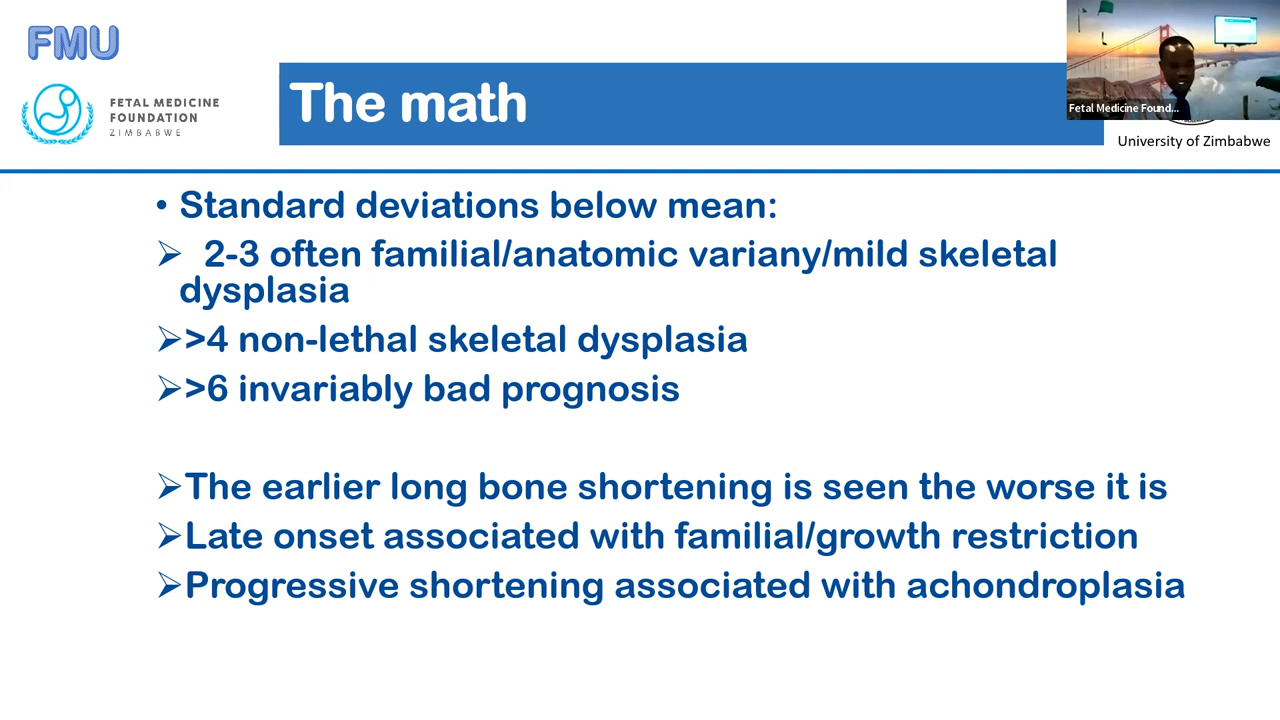 FMU
FETAL MEDICINE
FOUNDATION
ZIMBABWE
The math
Fetal Medicine Found...
University of Zimbabwe
• Standard deviations below mean:
➢ 2-3 often familial/anatomic variany/mild skeletal
dysplasia
➢>4 non-lethal skeletal dysplasia
➢>6 invariably bad prognosis
➢The earlier long bone shortening is seen the worse it is
➢Late onset associated with familial/growth restriction
➢Progressive shortening associated with achondroplasia